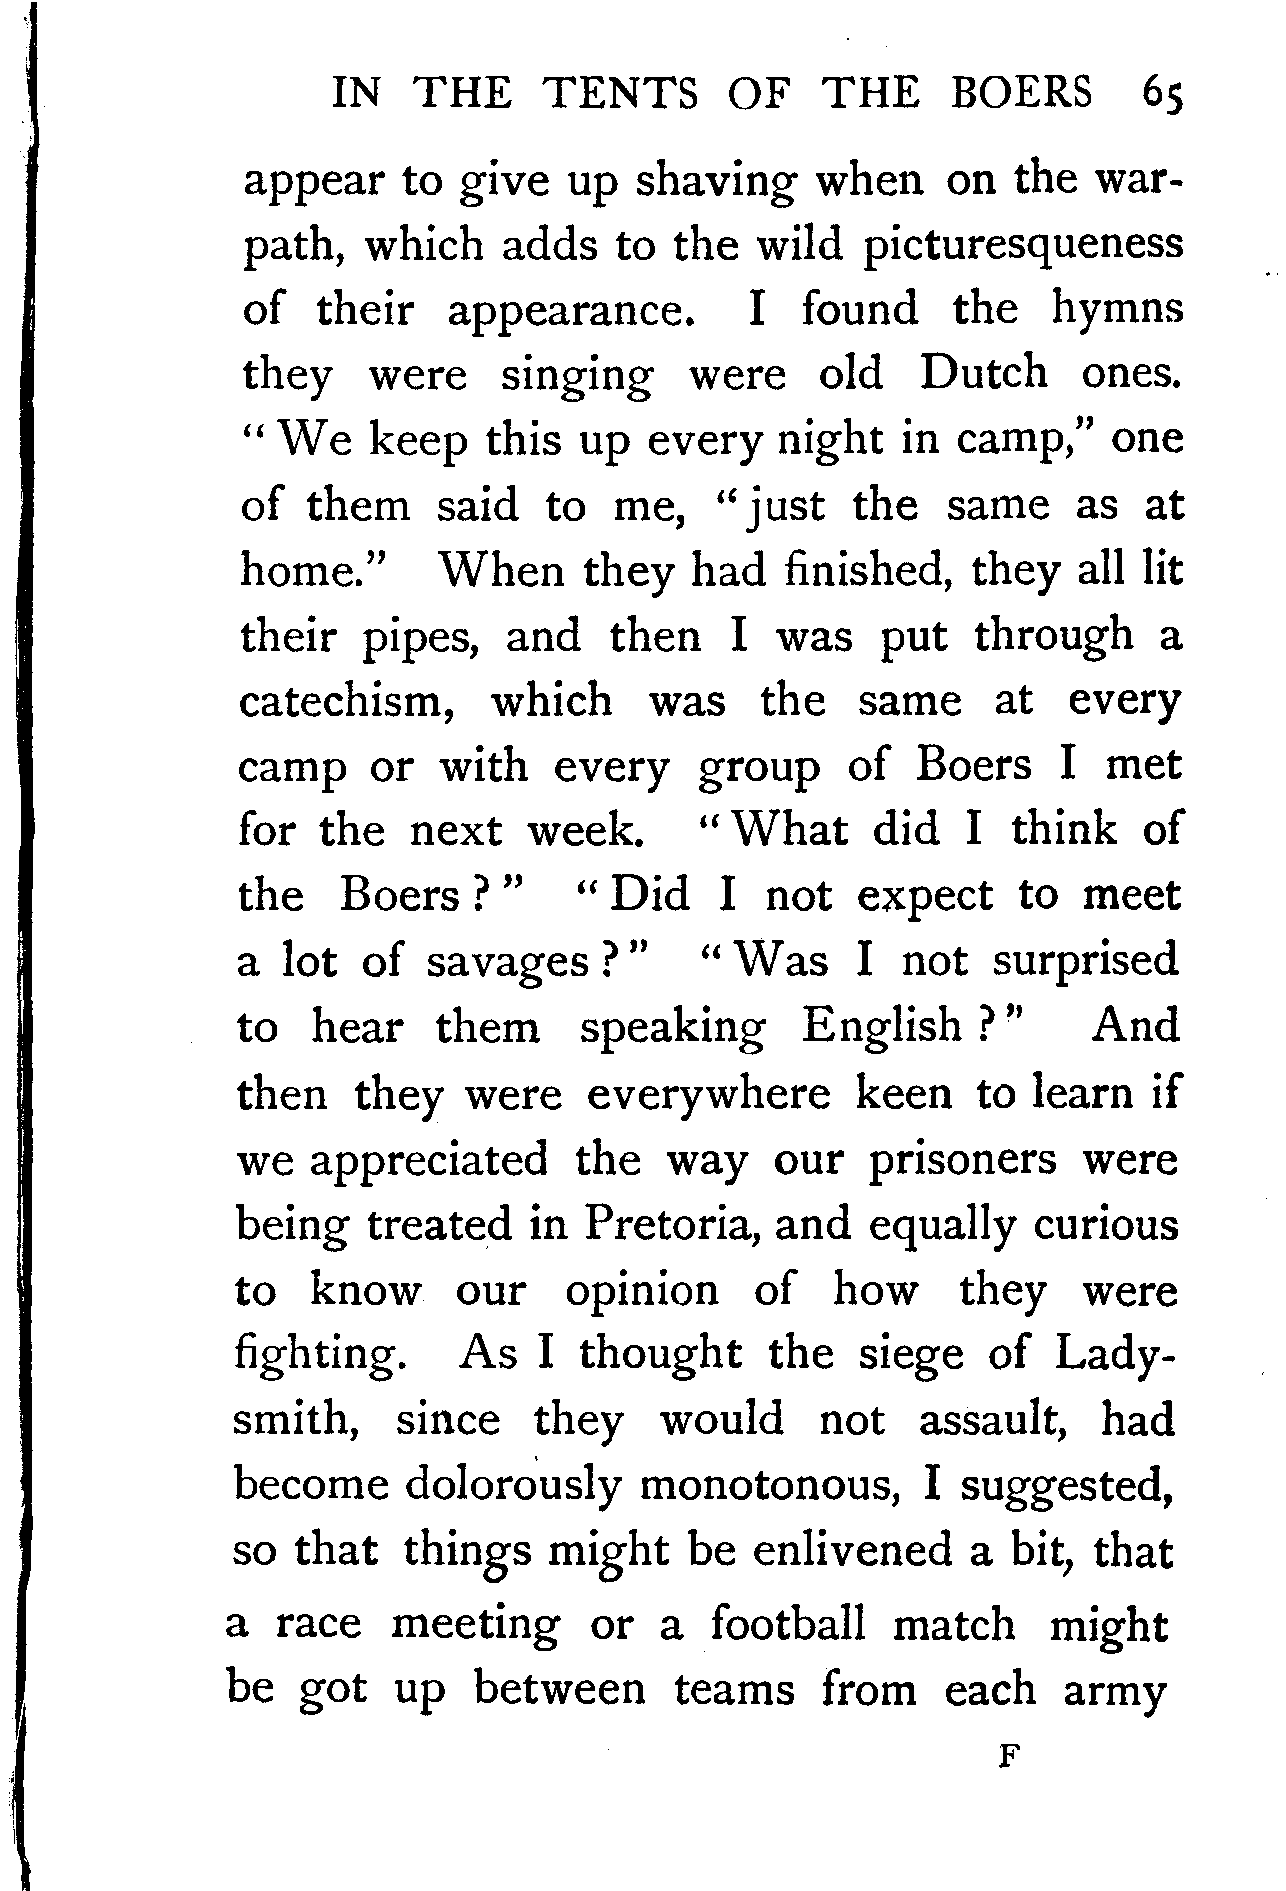 IN THE TENTS OF THE BOERS 65
appear to give up shaving when on the war-
path, which adds to the wild picturesqueness
of their appearance. I found the hymns
they were singing were old Dutch ones.
“ We keep this up every night in camp,” one
of them said to me, “ just the same as at
home.” When they had finished, they all lit
their pipes, and then I was put through a
catechism, which was the same at every
camp or with every group of Boers I met
for the next week. “ What did I think of
the Boers ? ” “ Did I not expect to meet
a lot of savages ? ” “ Was I not surprised
to hear them speaking English ? ” And
then they were everywhere keen to learn if
we appreciated the way our prisoners were
being treated in Pretoria, and equally curious
to know our opinion of how they were
fighting. As I thought the siege of Lady-
smith, since they would not assault, had
become dolorously monotonous, I suggested,
so that things might be enlivened a bit, that
a race meeting or a football match might
be got up between teams from each army
F